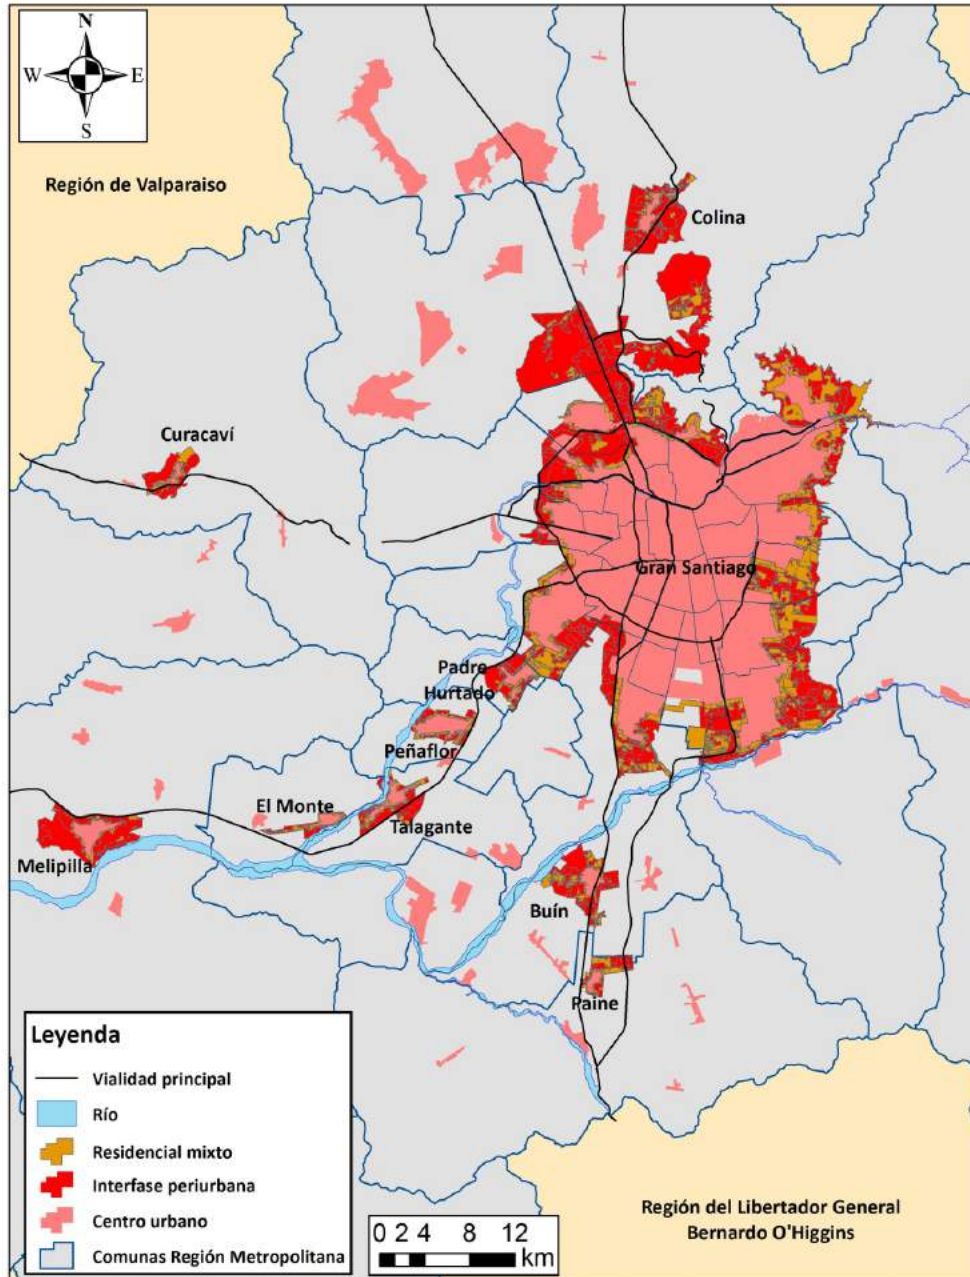 N
W
E
S
Región de Valparaiso
Colina
Curacaví
Gran Santiago
Padre
Hurtado
Peñaflor
El Monte
Talagante
Melipilla
Buín
Paine
Leyenda
Vialidad principal
Río
Residencial mixto
Interfase periurbana
Centro urbano
Comunas Región Metropolitana
0 2 4 8 12
km
Región del Libertador General
Bernardo O'Higgins